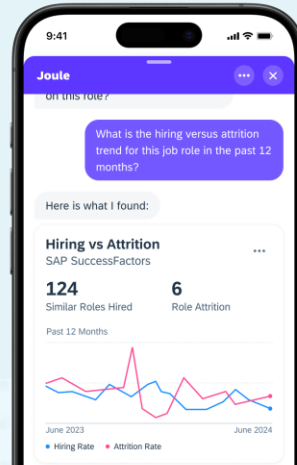 9:41
Joule
on this role?
What is the hiring versus attrition
trend for this job role in the past 12
months?
Here is what I found:
Hiring vs Attrition
SAP SuccessFactors
124 6
Similar Roles Hired Role Attrition
Past 12 Months
June 2023 June 2024
Hiring Rate Attrition Rate